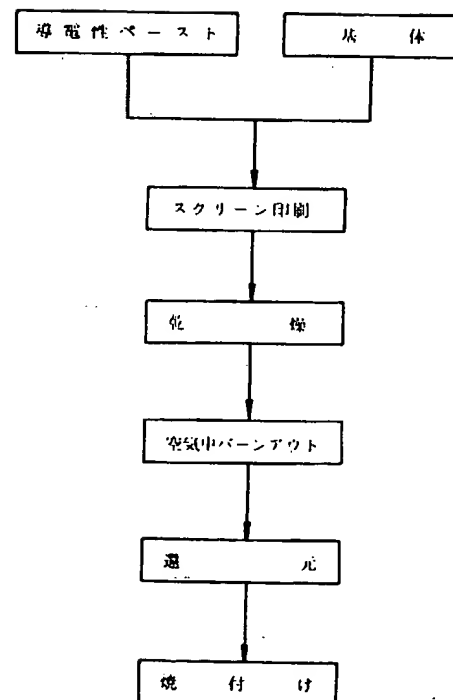 導電性ペースト
基体
スクリーン印刷
乾燥
空気中バーンアウト
還元
焼付け